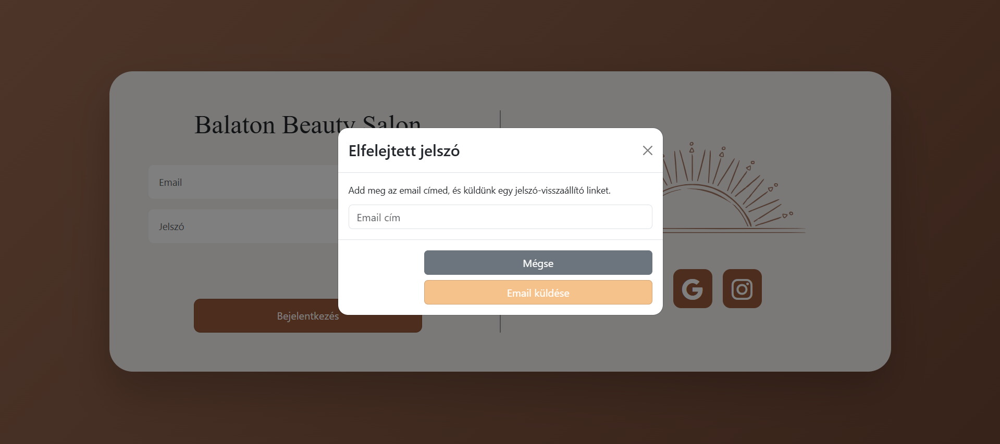 Balaton Beauty Salon
Elfelejtett jelszó
Email
Add meg az email címed, és küldünk egy jelszó-visszaállító linket.
Email cím
Jelszó
Mégse
Email küldése
Bejelentkezés